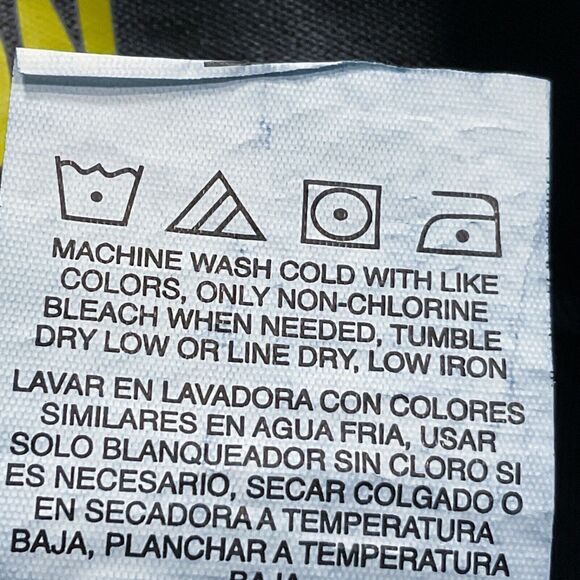 N
MACHINE WASH COLD WITH LIKE
COLORS, ONLY NON-CHLORINE
BLEACH WHEN NEEDED, TUMBLE
DRY LOW OR LINE DRY, LOW IRON
LAVAR EN LAVADORA CON COLORES
SIMILARES EN AGUA FRIA, USAR
SOLO BLANQUEADOR SIN CLORO SI
ES NECESARIO, SECAR COLGADO O
EN SECADORA A TEMPERATURA
BAJA, PLANCHAR A TEMPERATURA
BAJA